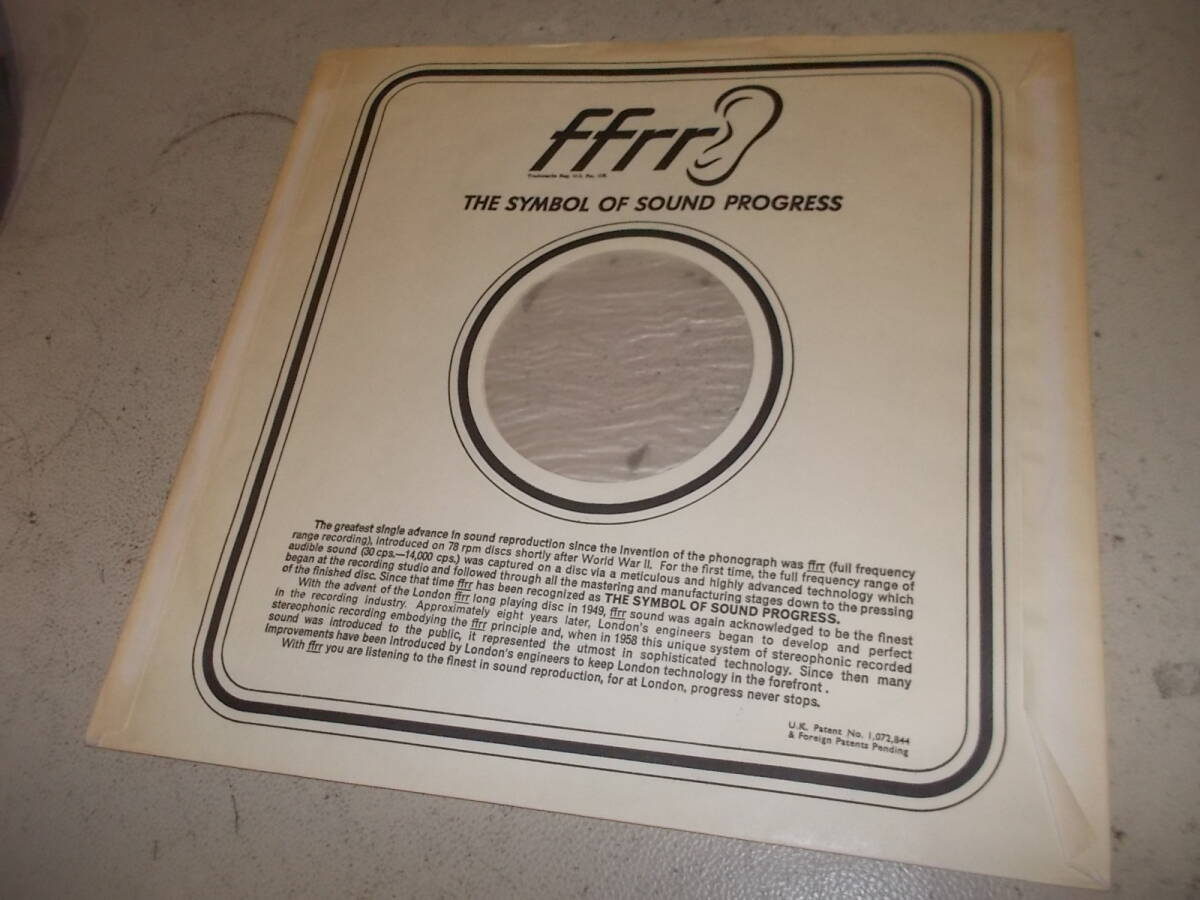 ffrr
Trademarks Reg. U.S. Pat. Off.
THE SYMBOL OF SOUND PROGRESS
The greatest single advance in sound reproduction since the invention of the phonograph was ffrr (full frequency
range recording), introduced on 78 rpm discs shortly after World War II. For the first time, the full frequency range of
audible sound (30 cps.—14,000 cps.) was captured on a disc via a meticulous and highly advanced technology which
began at the recording studio and followed through all the mastering and manufacturing stages down to the pressing
of the finished disc. Since that time ffrr has been recognized as THE SYMBOL OF SOUND PROGRESS.
With the advent of the London ffrr long playing disc in 1949, ffrr sound was again acknowledged to be the finest
in the recording industry. Approximately eight years later, London's engineers began to develop and perfect
stereophonic recording embodying the ffrr principle and, when in 1958 this unique system of stereophonic recorded
sound was introduced to the public, it represented the utmost in sophisticated technology. Since then many
Improvements have been introduced by London's engineers to keep London technology in the forefront.
With ffrr you are listening to the finest in sound reproduction, for at London, progress never stops.
U.K. Patent No. 1,072,844
& Foreign Patents Pending